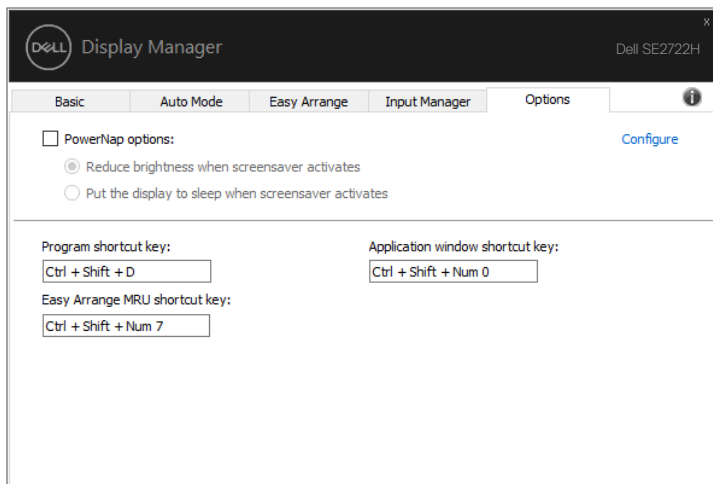 x
DELL Display Manager
Dell SE2722H
Basic Auto Mode Easy Arrange Input Manager Options
PowerNap options: Configure
Reduce brightness when screensaver activates
Put the display to sleep when screensaver activates
Program shortcut key: Application window shortcut key:
Ctrl + Shift + D Ctrl + Shift + Num 0
Easy Arrange MRU shortcut key:
Ctrl + Shift + Num 7